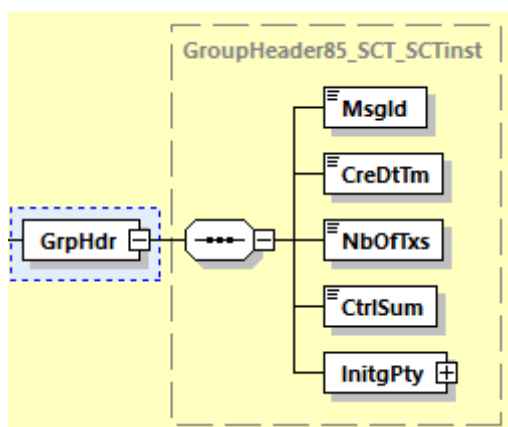 GroupHeader85_SCT_SCTinst
MsgId
CreDtTm
GrpHdr
NbOfTxs
CtrlSum
InitgPty